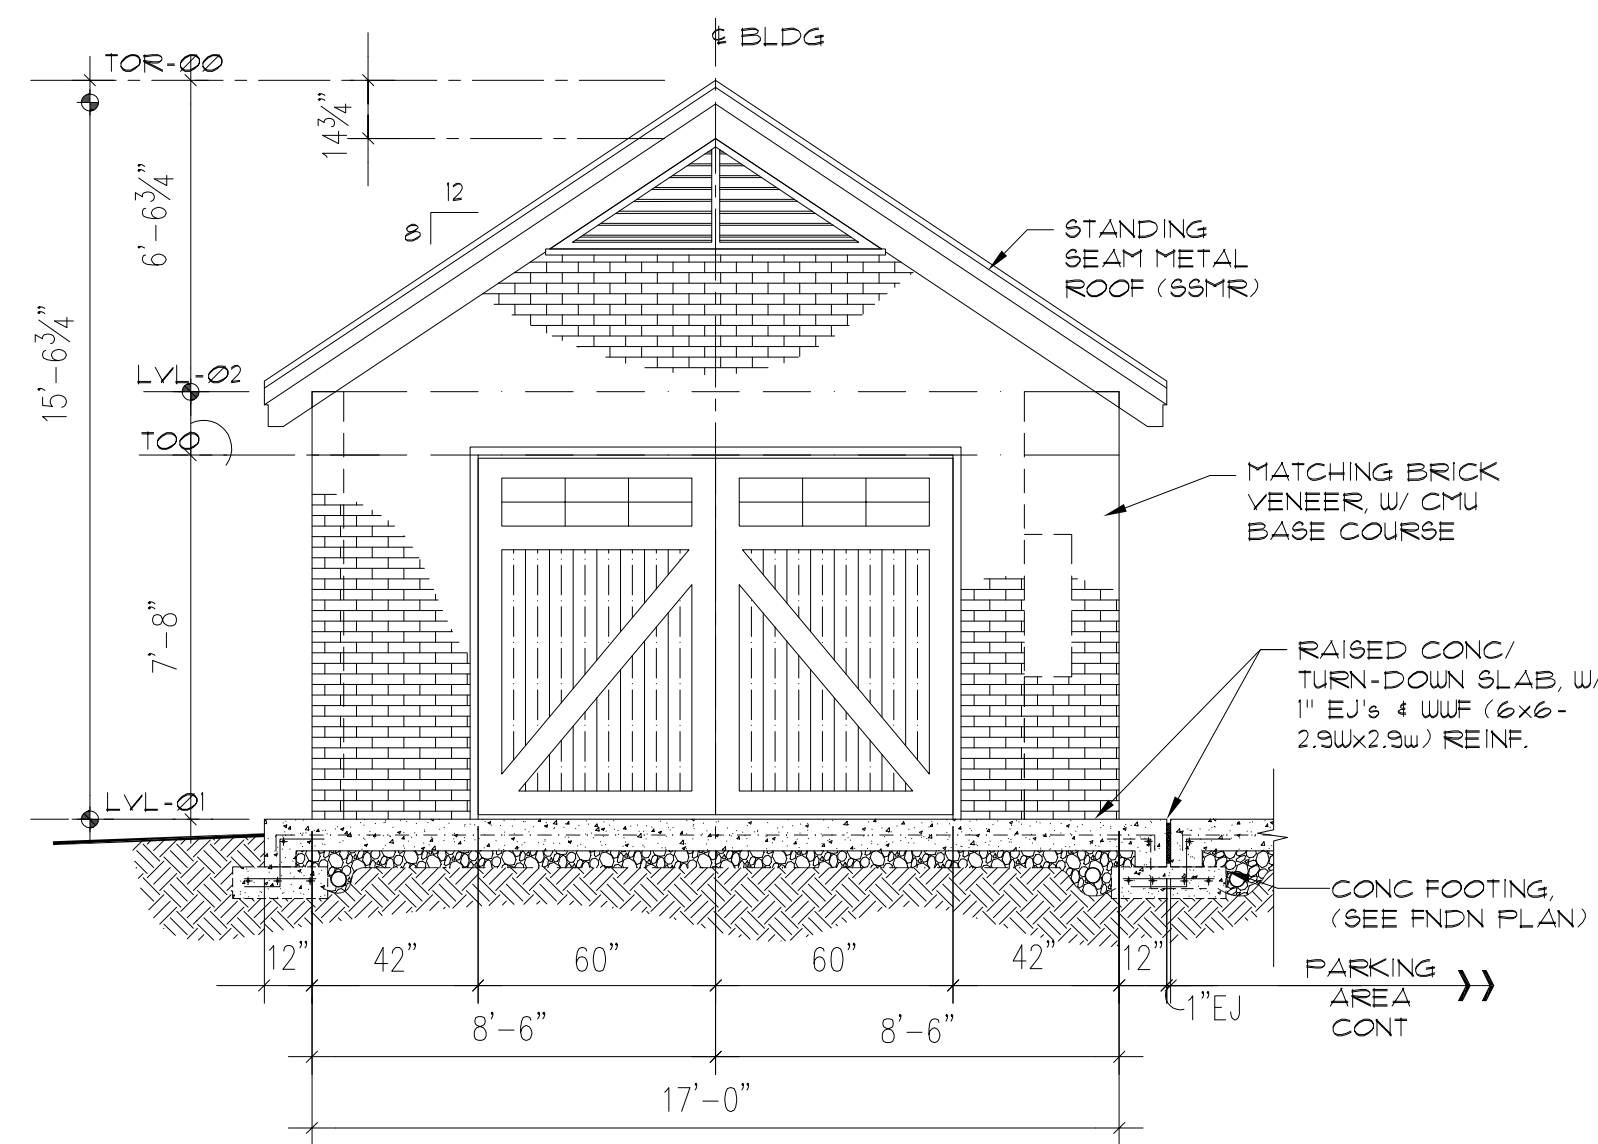 ℄ BLDG
TOR-ØØ
14¾”
6’-6¾”
15’-6¾”
12
8
STANDING
SEAM METAL
ROOF (SSMR)
LVL-Ø2
TOO
MATCHING BRICK
VENEER, W/ CMU
BASE COURSE
7’-8”
RAISED CONC/
TURN-DOWN SLAB, W/
1" EJ's & WWF (6x6-
2.9Wx2.9w) REINF.
LVL-Ø1
CONC FOOTING,
(SEE FNDN PLAN)
12” 42” 60” 60” 42” 12”
PARKING
AREA
CONT
1”EJ
8’-6” 8’-6”
17’-0”